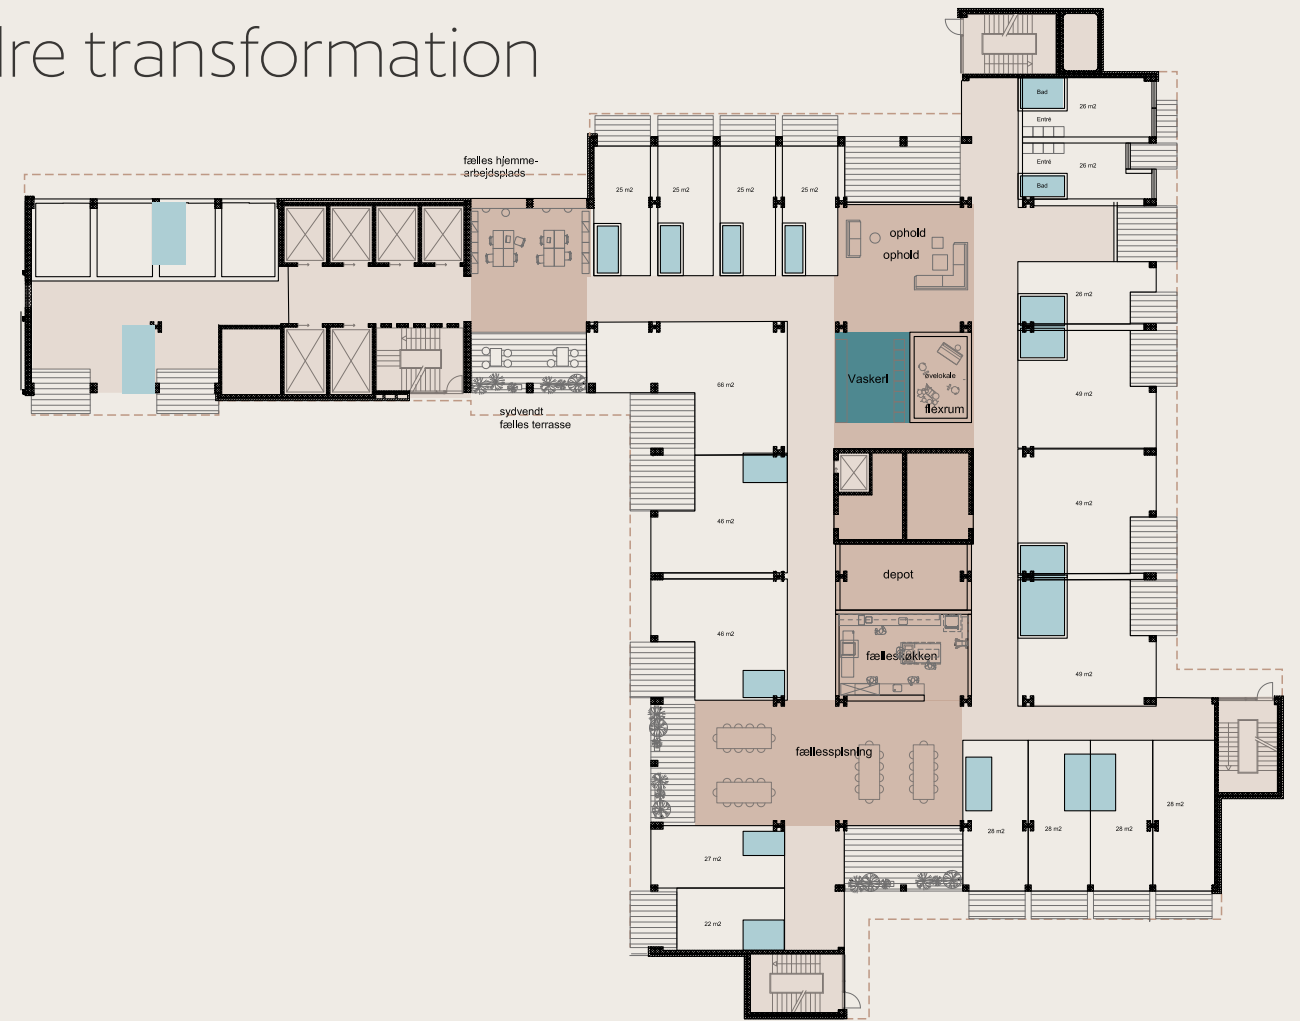 dre transformation
Bad
26 m2
Entré
fælles hjemme-
arbejdsplads
Entré
26 m2
Bad
25 m2
25 m2
25 m2
25 m2
ophold
ophold
26 m2
66 m2
Vaskeri
øvelokale
flexrum
49 m2
sydvendt
fælles terrasse
46 m2
49 m2
depot
46 m2
fælleskøkken
49 m2
fællesspisning
28 m2
28 m2
28 m2
28 m2
27 m2
22 m2